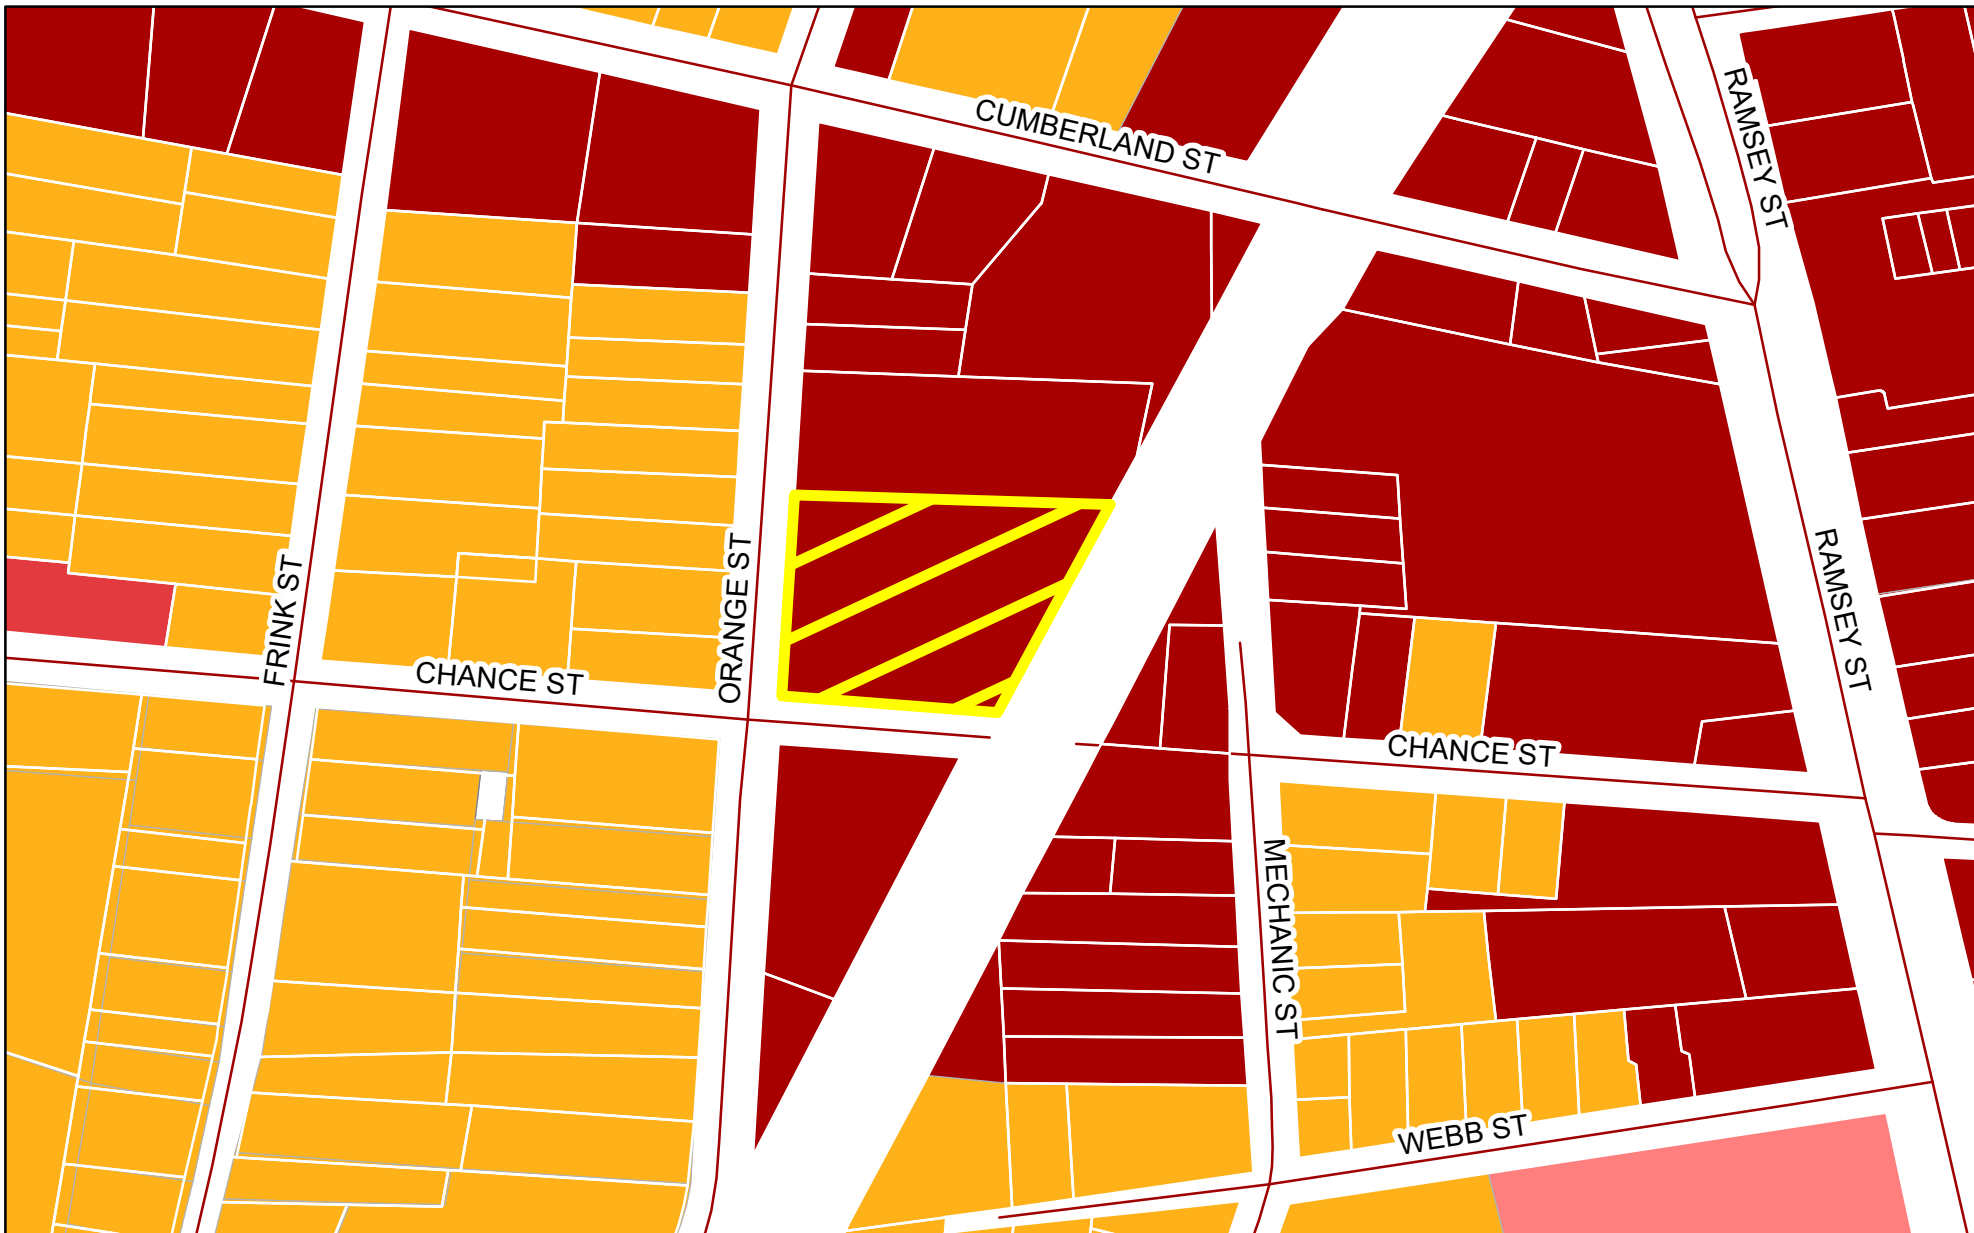 CUMBERLAND ST
RAMSEY ST
FRINK ST
ORANGE ST
RAMSEY ST
CHANCE ST
CHANCE ST
MECHANIC ST
WEBB ST